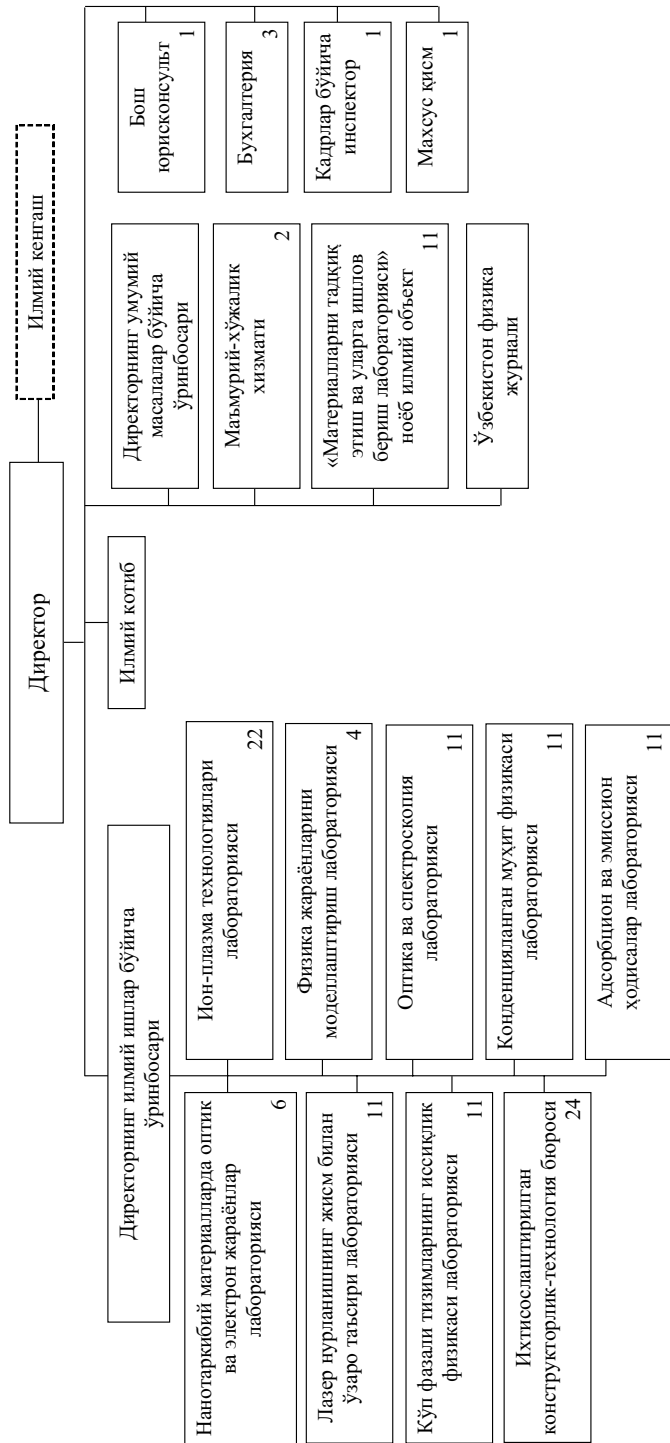 Илмий кенгаш
Директор
Директорнинг илмий ишлар бўйича
ўринбосари
Илмий котиб
Директорнинг умумий
масалалар бўйича
ўринбосари
Бош
юрисконсульт
1
Нанотаркибий материалларда оптик
ва электрон жараёнлар
лабораторияси
6
Ион-плазма технологиялари
лабораторияси
22
Маъмурий-хўжалик
хизмати
2
Бухгалтерия
3
Лазер нурланишнинг жисм билан
ўзаро таъсири лабораторияси
11
Физика жараёнларини
моделлаштириш лабораторияси
4
«Материалларни тадқиқ
этиш ва уларга ишлов
бериш лабораторияси»
ноёб илмий объект
11
Кадрлар бўйича
инспектор
1
Кўп фазали тизимларнинг иссиқлик
физикаси лабораторияси
11
Оптика ва спектроскопия
лабораторияси
11
Ўзбекистон физика
журнали
Махсус қисм
1
Ихтисослаштирилган
конструкторлик-технология бюроси
24
Конденцияланган муҳит физикаси
лабораторияси
11
Адсорбцион ва эмиссион
ҳодисалар лабораторияси
11